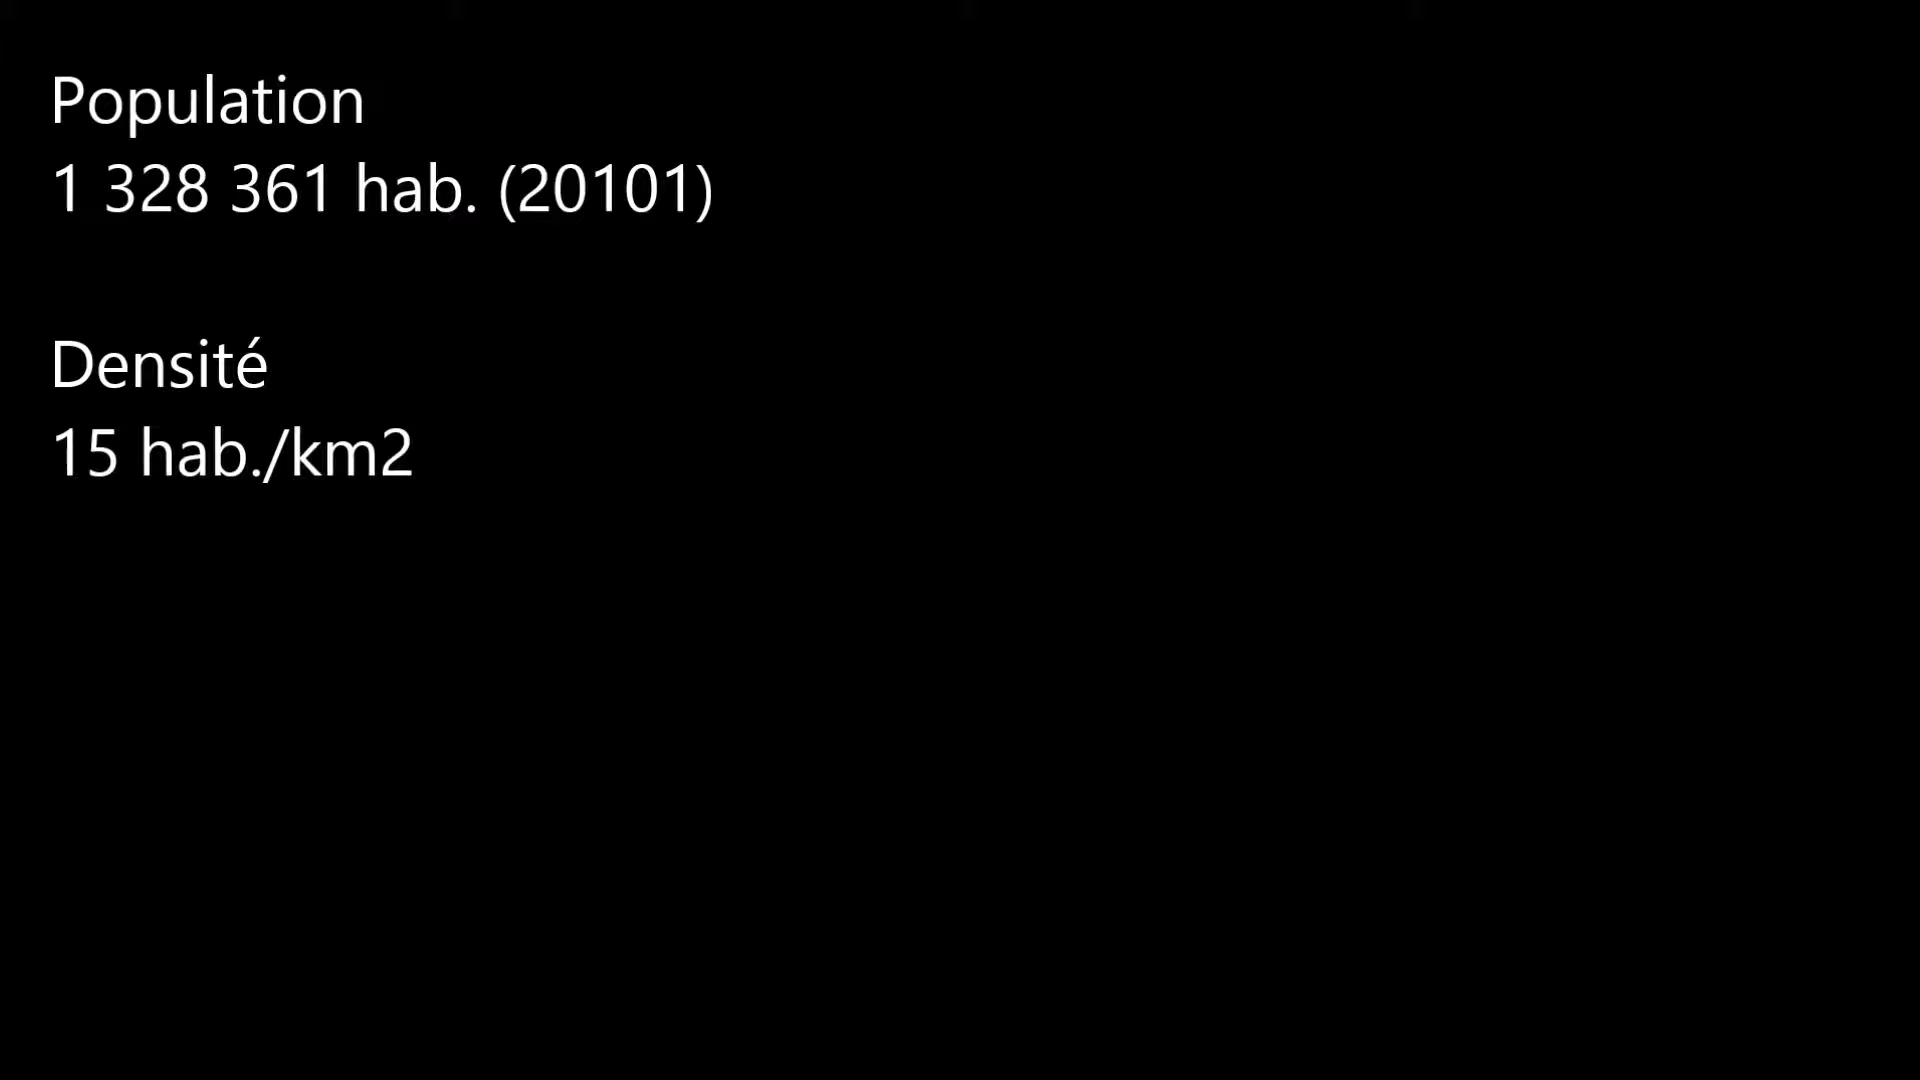 Population
1 328 361 hab. (20101)
Densité
15 hab./km2